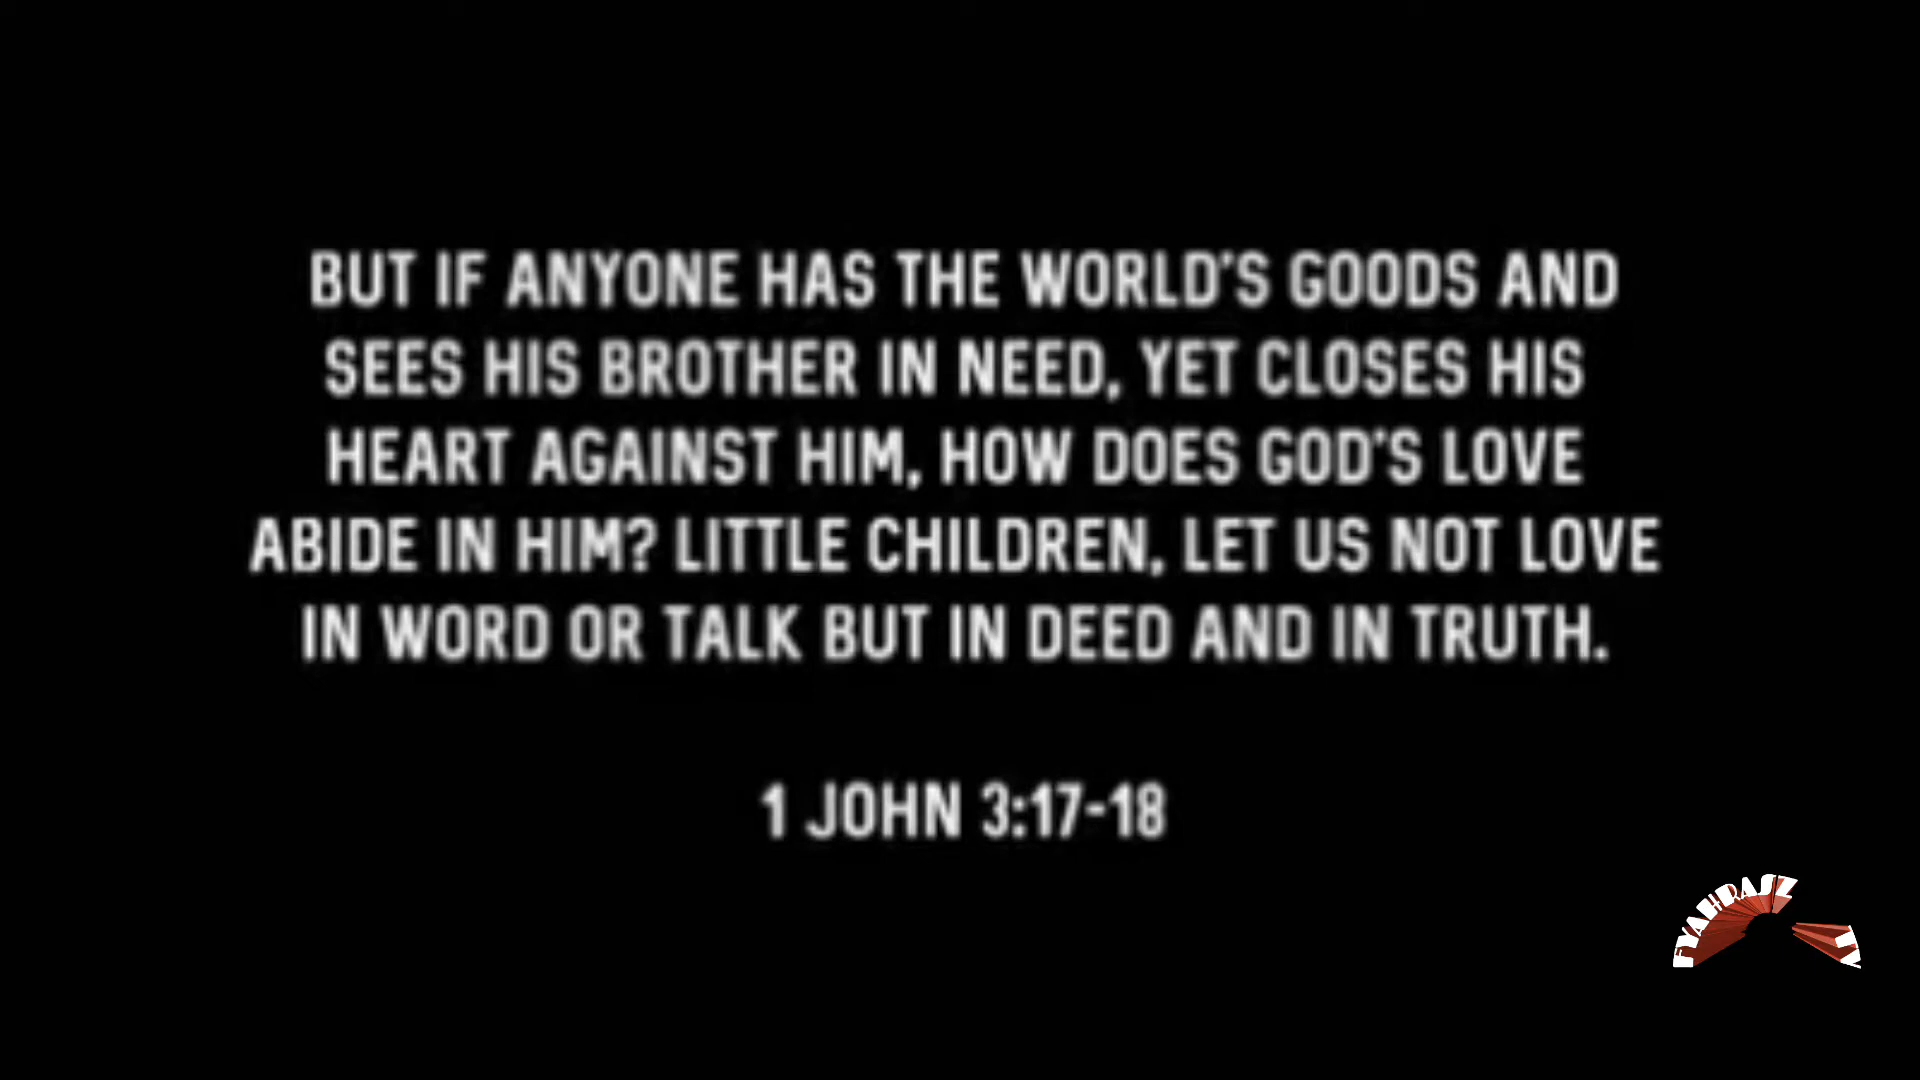 BUT IF ANYONE HAS THE WORLD'S GOODS AND
SEES HIS BROTHER IN NEED, YET CLOSES HIS
HEART AGAINST HIM, HOW DOES GOD'S LOVE
ABIDE IN HIM? LITTLE CHILDREN, LET US NOT LOVE
IN WORD OR TALK BUT IN DEED AND IN TRUTH.
1 JOHN 3:17-18
FYAHRASZ